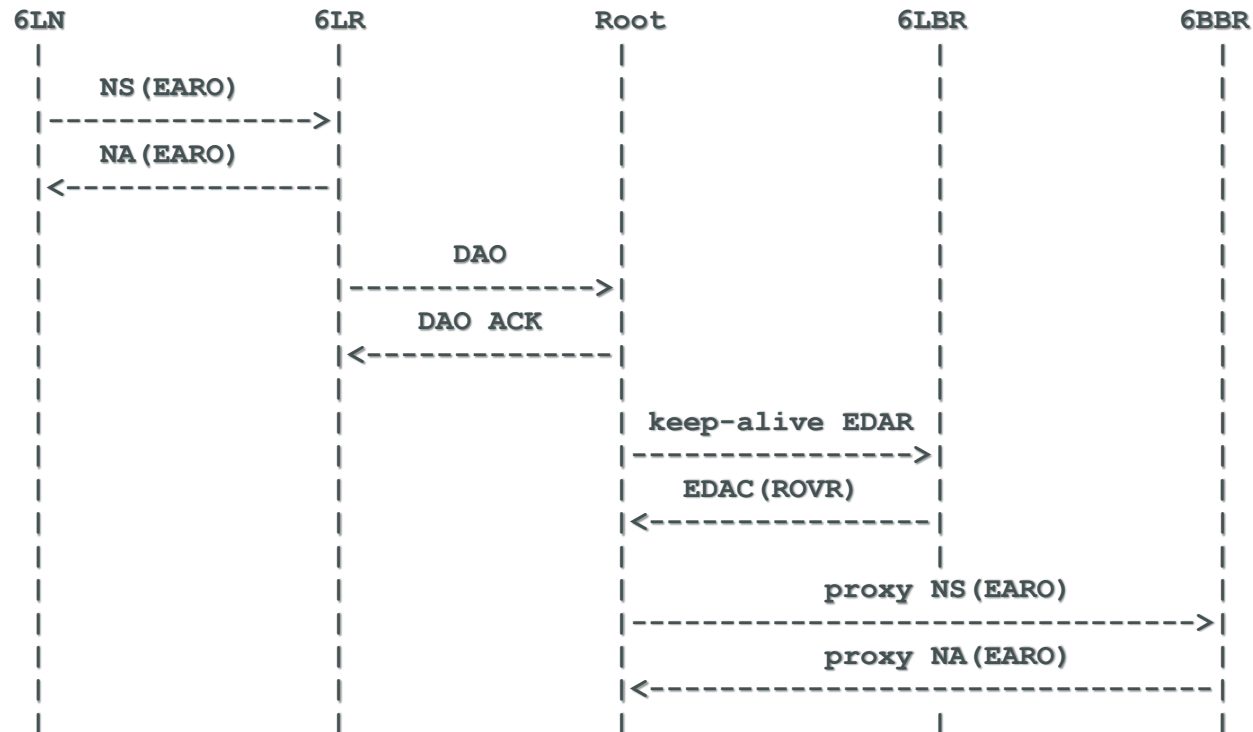 6LN 6LR Root 6LBR 6BBR
NS(EARO)
NA(EARO)
DAO
DAO ACK
keep-alive EDAR
EDAC(ROVR)
proxy NS(EARO)
proxy NA(EARO)